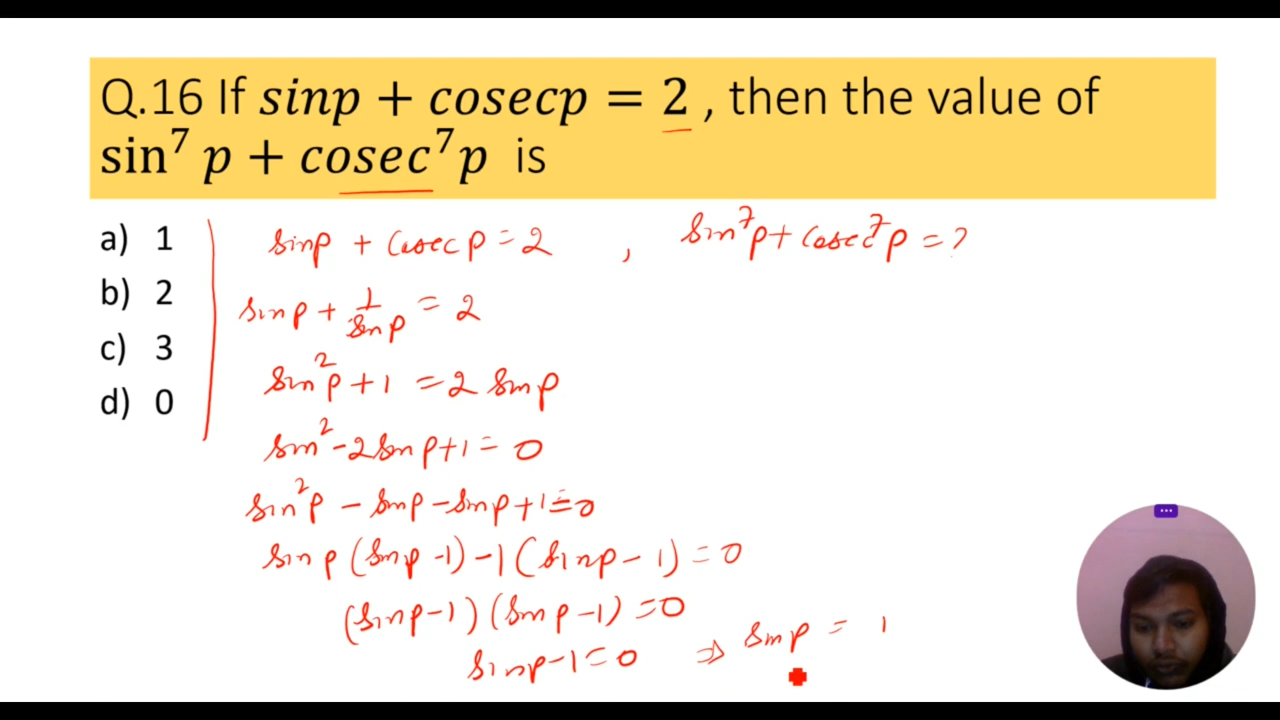 Q.16 If sinp + cosecp = 2 , then the value of
sin⁷ p + cosec⁷p is
a) 1
b) 2
c) 3
d) 0
sinp + cosec p = 2 , sin⁷p + cosec⁷p = ?
sinp + 1/sinp = 2
sin²p + 1 = 2 sinp
sin² - 2sinp + 1 = 0
sin²p - sinp - sinp + 1 = 0
sin p (sinp - 1) - 1 (sinp - 1) = 0
(sinp - 1) (sinp - 1) = 0
sinp - 1 = 0 ⇒ sinp = 1